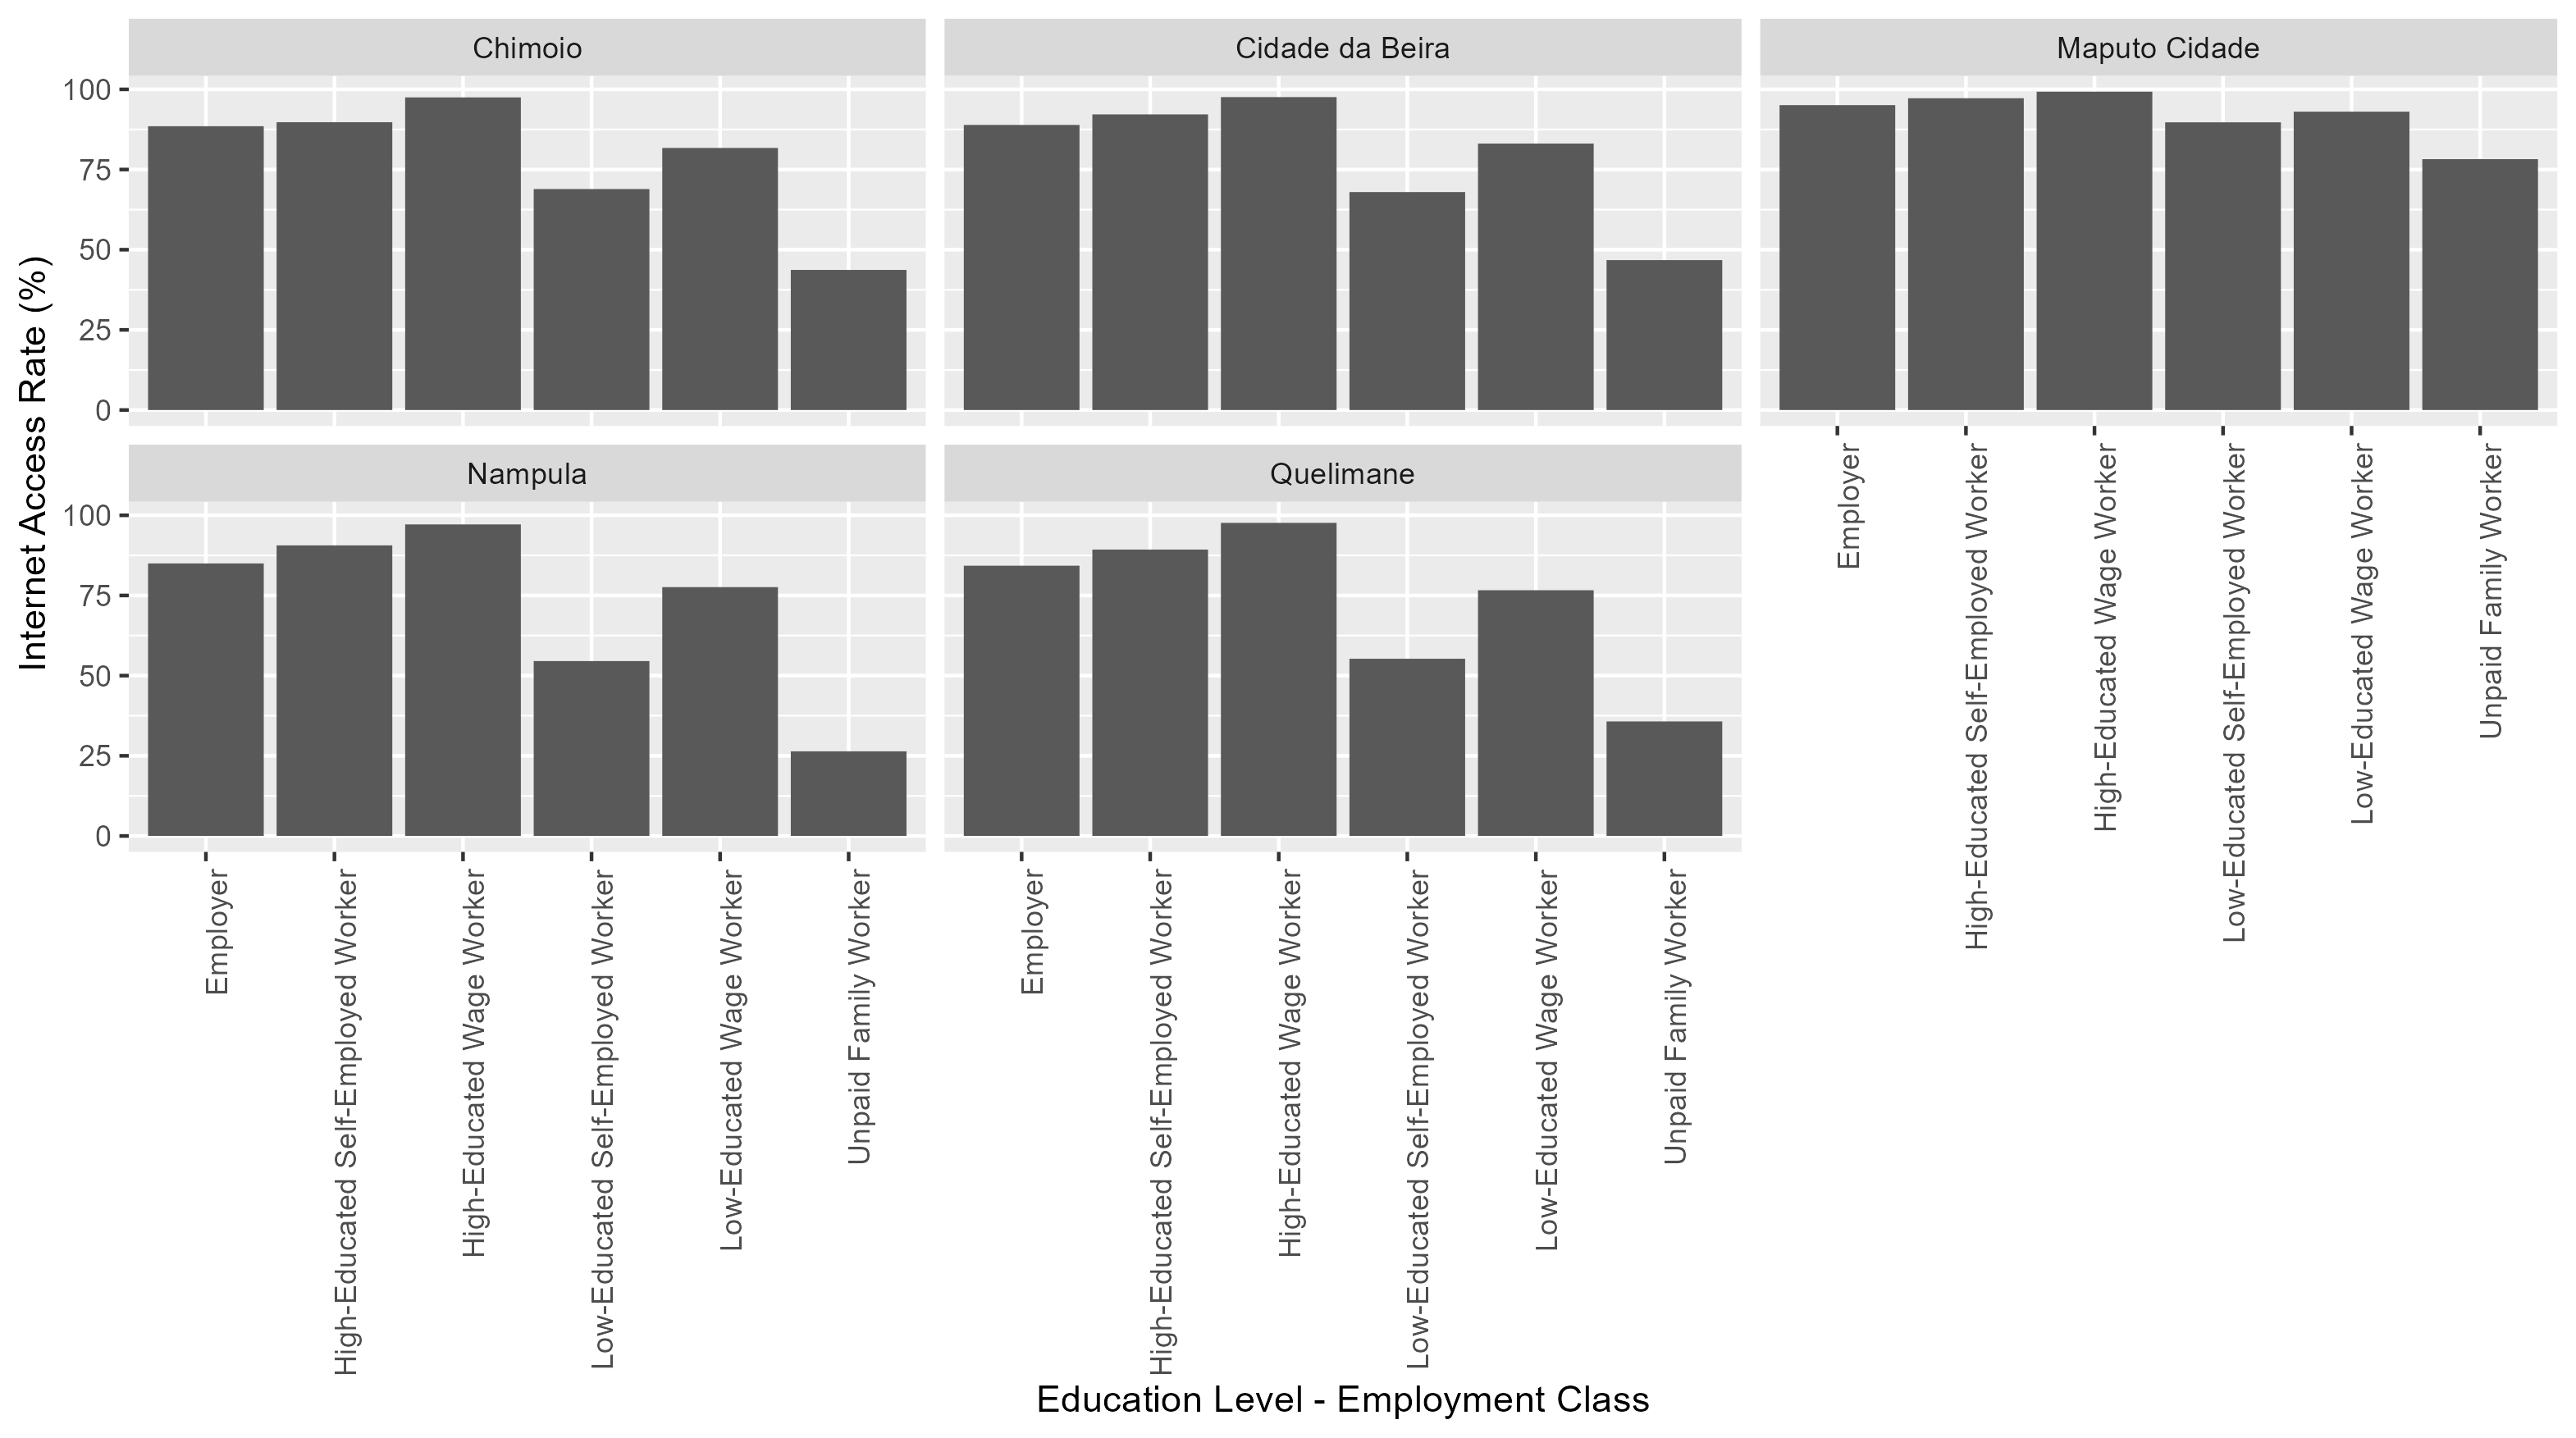 Chimoio
Cidade da Beira
Maputo Cidade
100
75
50
25
0
Internet Access Rate (%)
Employer
High-Educated Self-Employed Worker
High-Educated Wage Worker
Low-Educated Self-Employed Worker
Low-Educated Wage Worker
Unpaid Family Worker
Nampula
Quelimane
100
75
50
25
0
Employer
High-Educated Self-Employed Worker
High-Educated Wage Worker
Low-Educated Self-Employed Worker
Low-Educated Wage Worker
Unpaid Family Worker
Employer
High-Educated Self-Employed Worker
High-Educated Wage Worker
Low-Educated Self-Employed Worker
Low-Educated Wage Worker
Unpaid Family Worker
Education Level - Employment Class